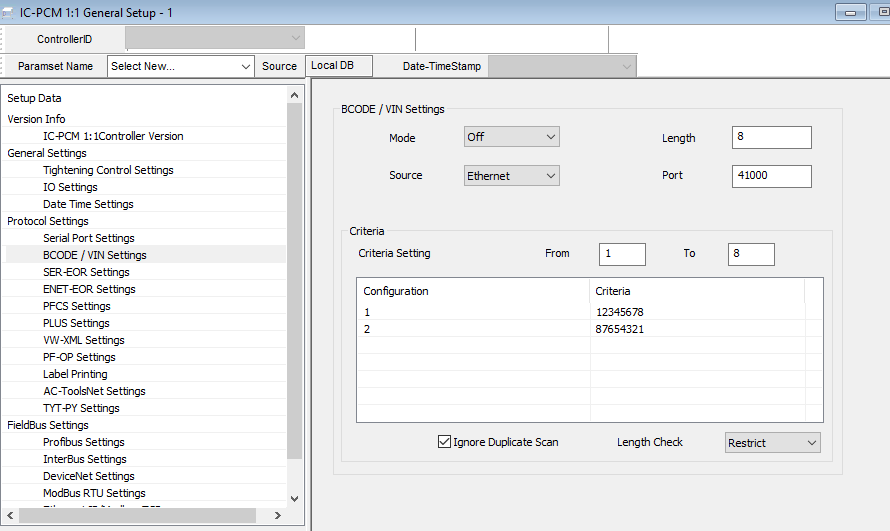 IC-PCM 1:1 General Setup - 1
ControllerID
Paramset Name Select New... Source Local DB Date-TimeStamp
Setup Data
Version Info
IC-PCM 1:1Controller Version
General Settings
Tightening Control Settings
IO Settings
Date Time Settings
Protocol Settings
Serial Port Settings
BCODE / VIN Settings
SER-EOR Settings
ENET-EOR Settings
PFCS Settings
PLUS Settings
VW-XML Settings
PF-OP Settings
Label Printing
AC-ToolsNet Settings
TYT-PY Settings
FieldBus Settings
Profibus Settings
InterBus Settings
DeviceNet Settings
ModBus RTU Settings
BCODE / VIN Settings
Mode Off Length 8
Source Ethernet Port 41000
Criteria
Criteria Setting From 1 To 8
Configuration Criteria
1 12345678
2 87654321
Ignore Duplicate Scan Length Check Restrict